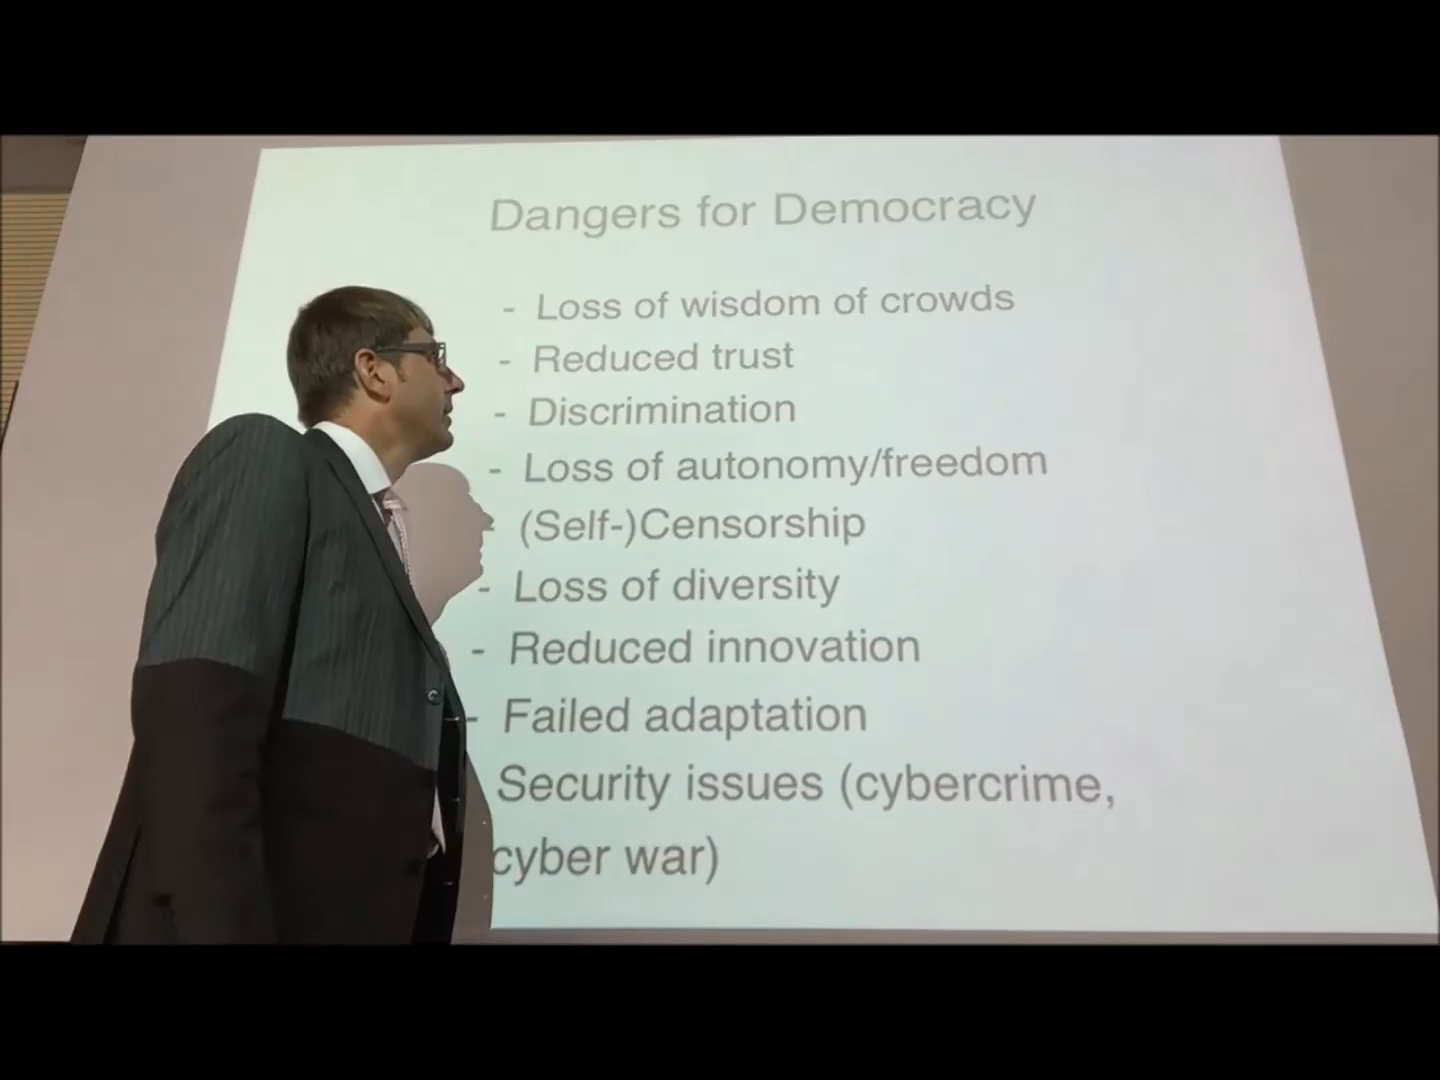 Dangers for Democracy
- Loss of wisdom of crowds
- Reduced trust
- Discrimination
- Loss of autonomy/freedom
- (Self-)Censorship
- Loss of diversity
- Reduced innovation
- Failed adaptation
Security issues (cybercrime,
cyber war)